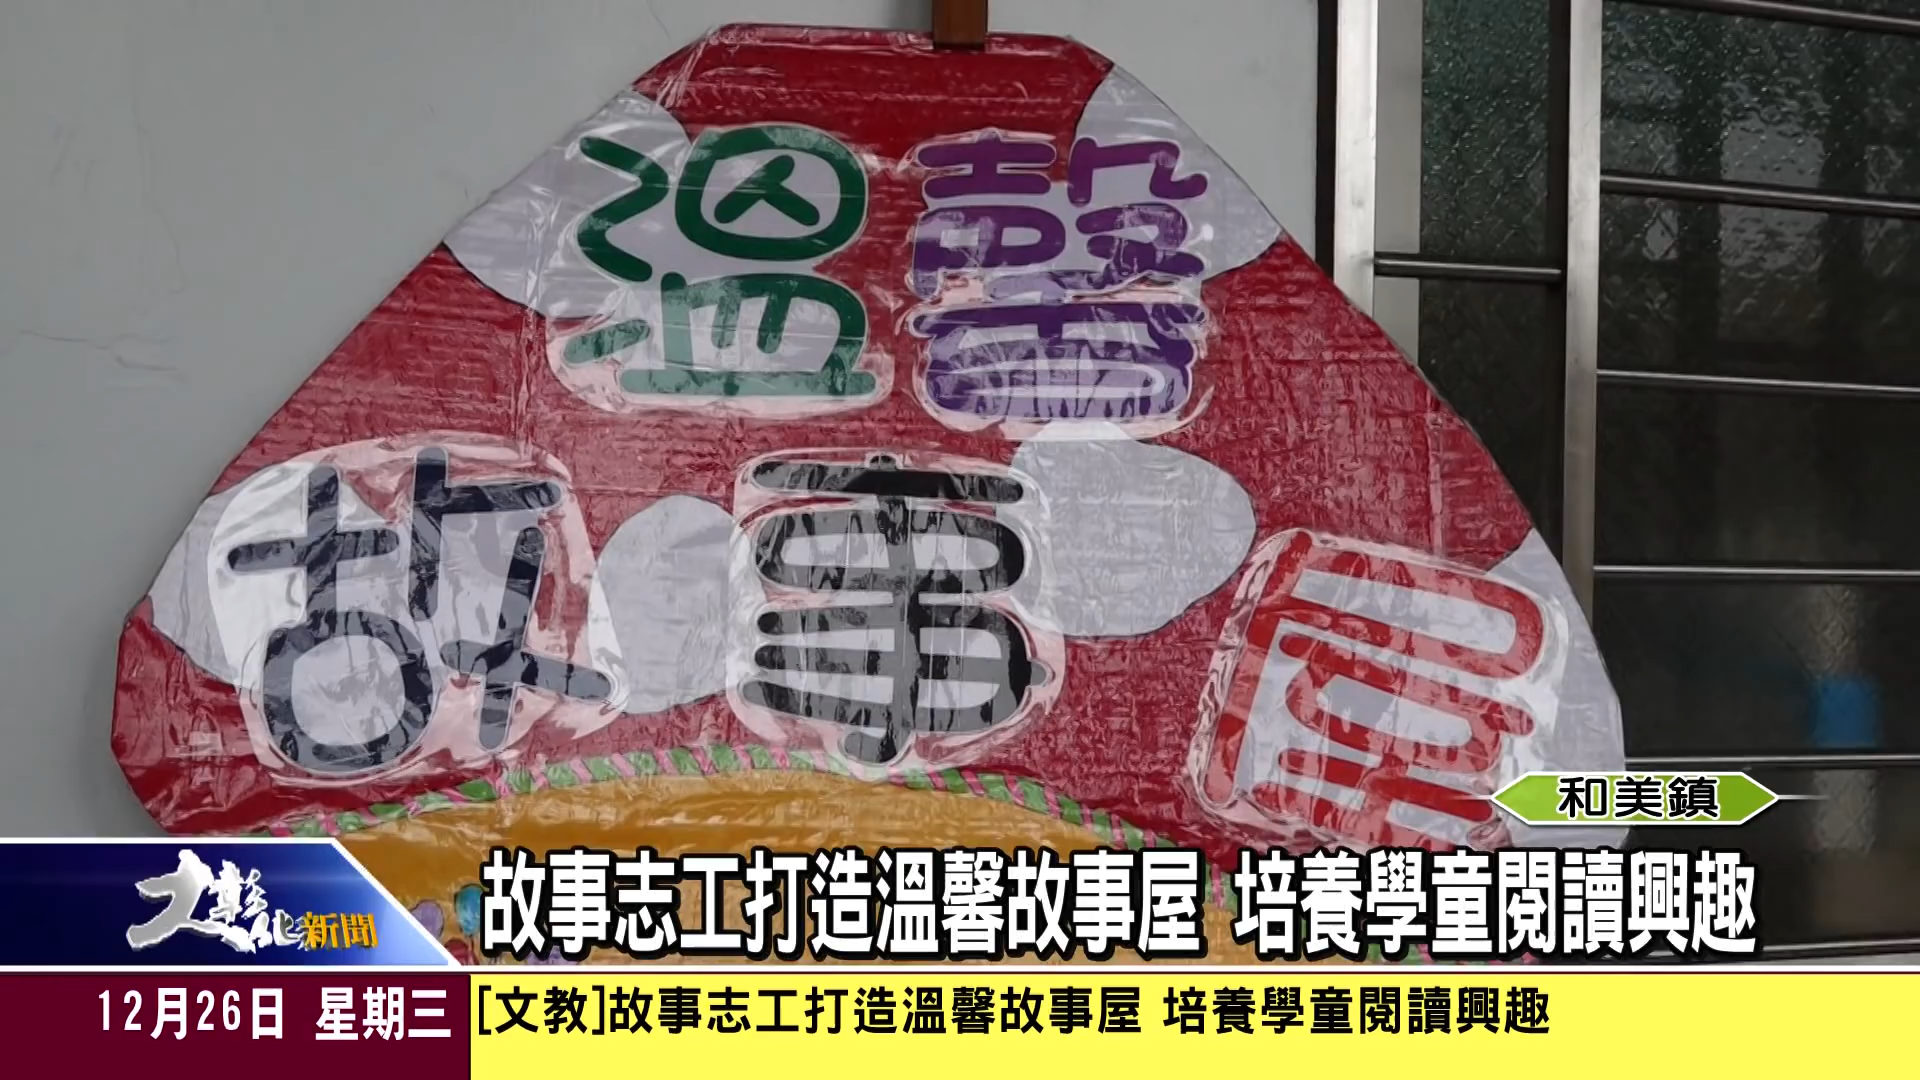 溫馨
故事屋
和美鎮
大彰化新聞
故事志工打造溫馨故事屋 培養學童閱讀興趣
12月26日 星期三
[文教]故事志工打造溫馨故事屋 培養學童閱讀興趣